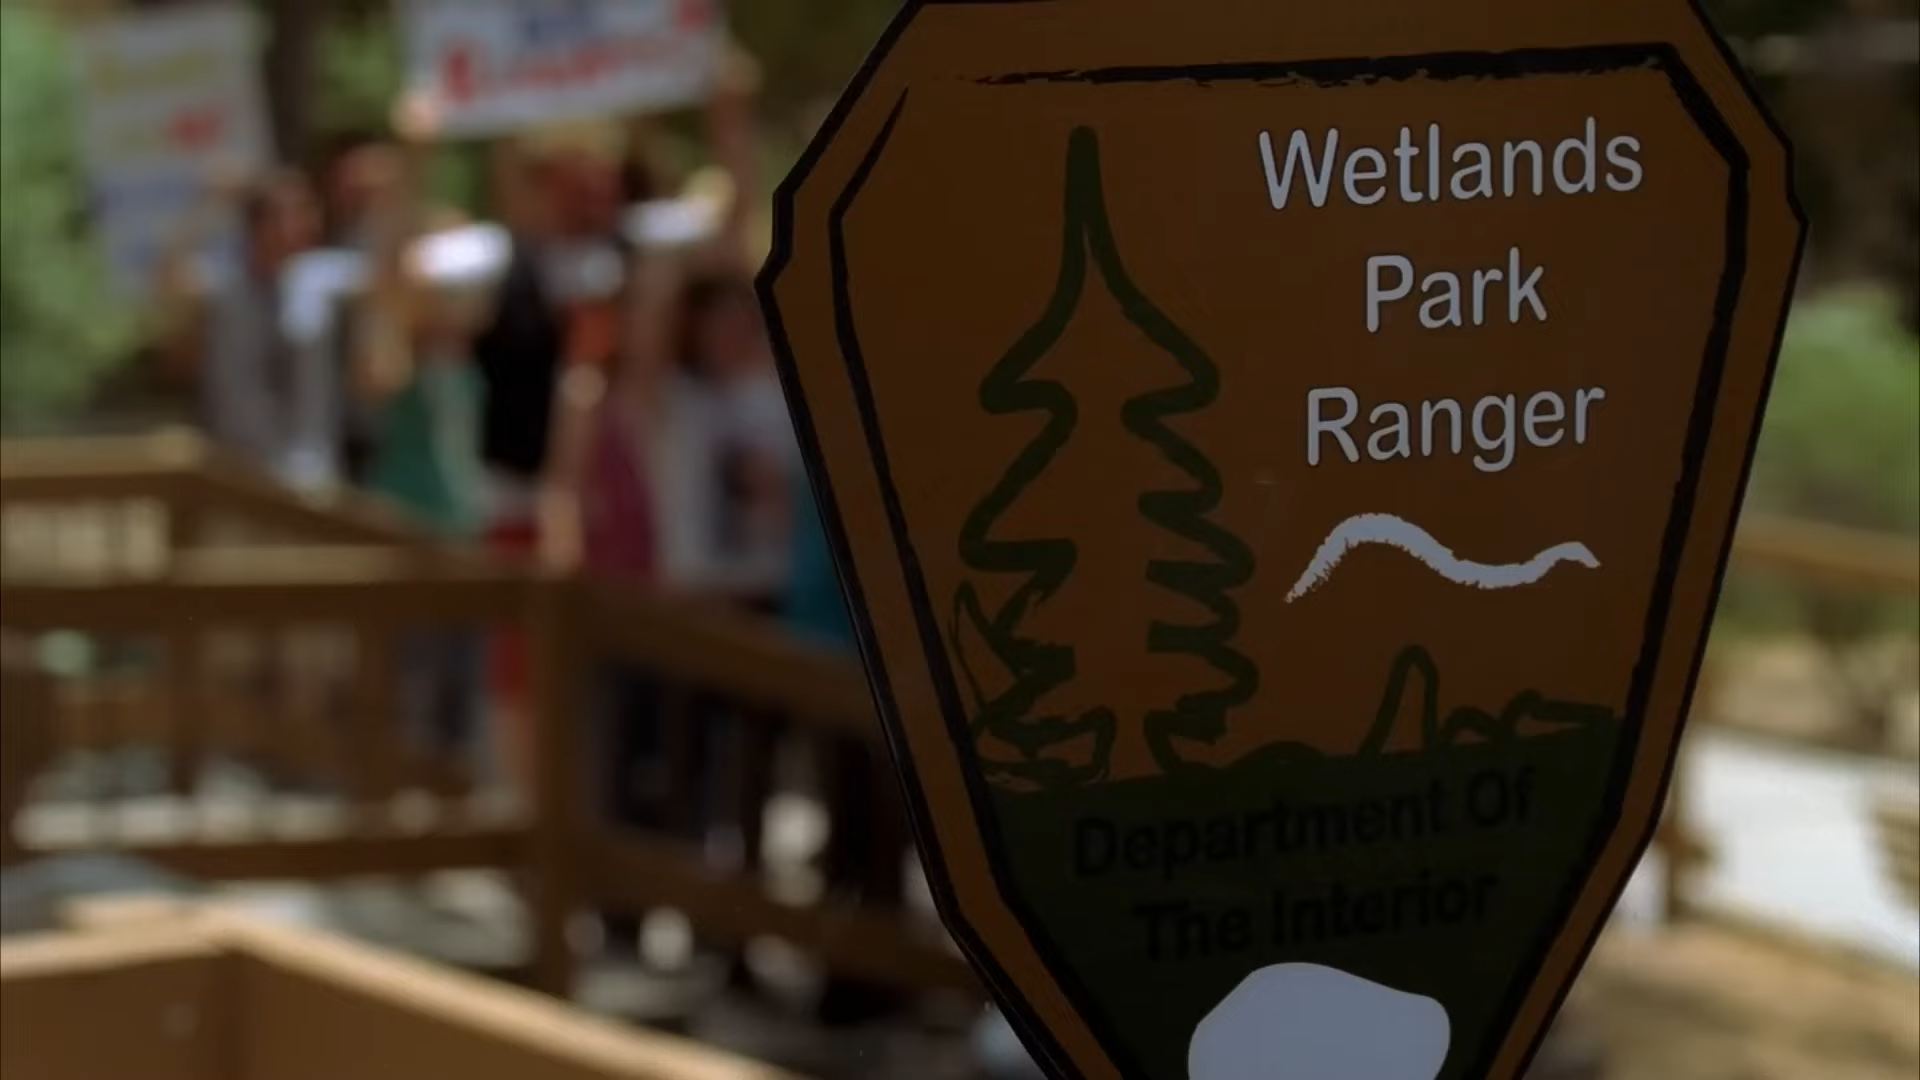 Wetlands
Park
Ranger
Department Of
The Interior